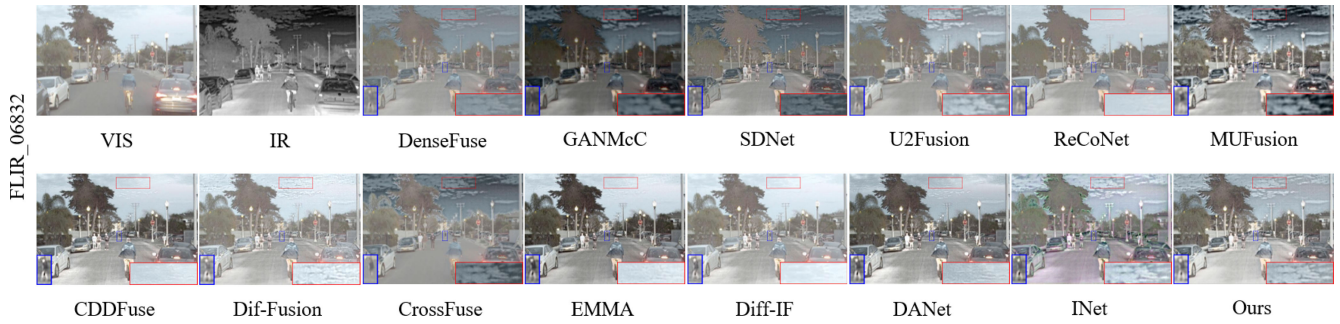 FLIR_06832
VIS IR DenseFuse GANMcC SDNet U2Fusion ReCoNet MUFusion
CDDFuse Dif-Fusion CrossFuse EMMA Diff-IF DANet INet Ours